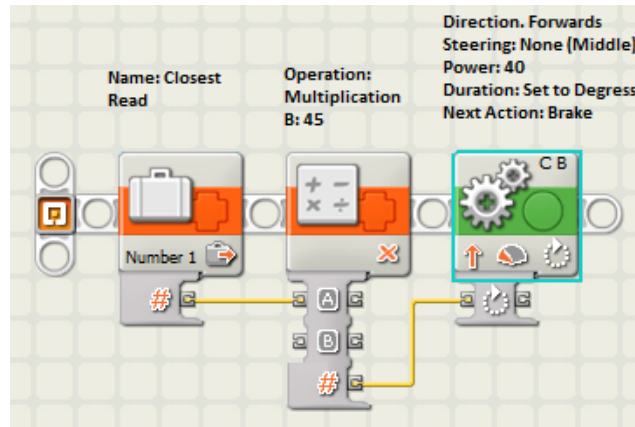 Name: Closest
Read
Operation:
Multiplication
B: 45
Direction. Forwards
Steering: None (Middle)
Power: 40
Duration: Set to Degress
Next Action: Brake
C B
Number 1
#
A
B
#